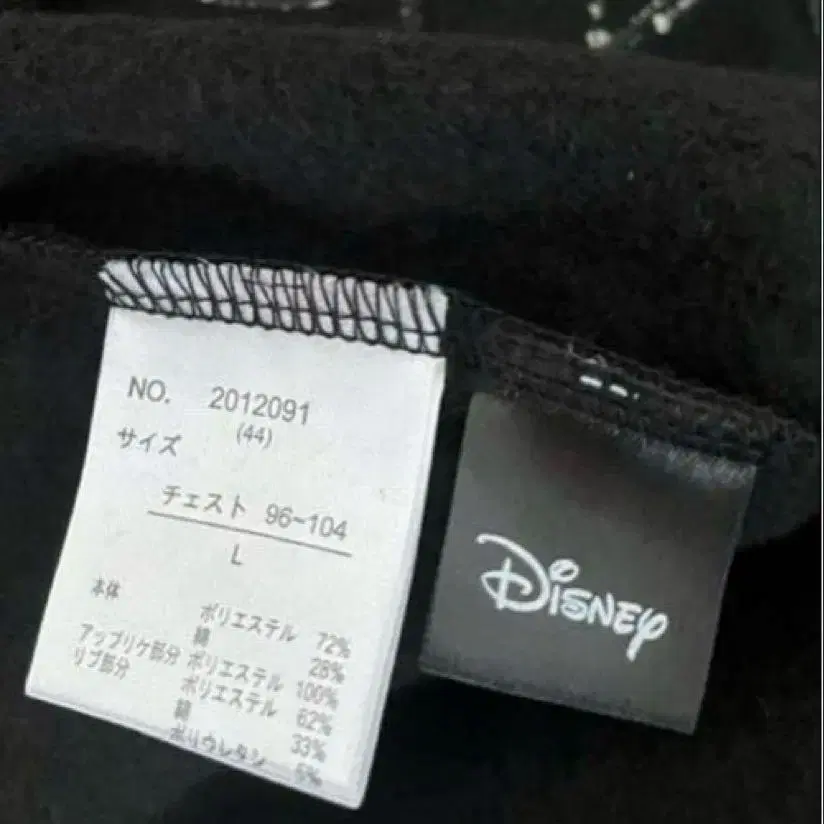 NO. 2012091
(44)
サイズ
チェスト 96-104
L
本体
ポリエステル 72%
綿 28%
アップリケ部分 ポリエステル 100%
リブ部分 ポリエステル 62%
綿 33%
ポリウレタン 5%
DISNEY